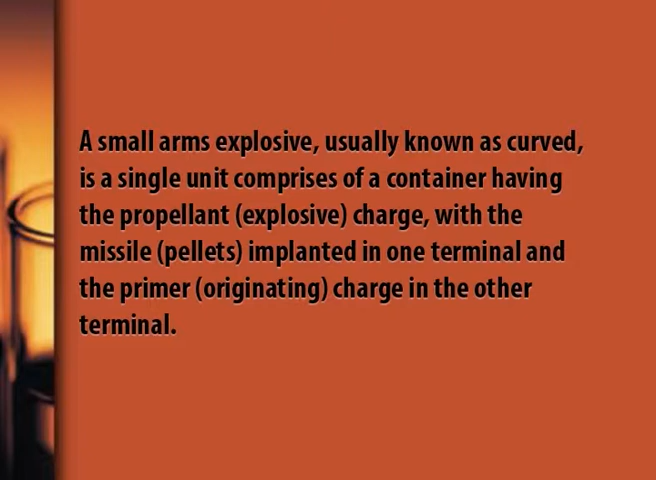 A small arms explosive, usually known as curved,
is a single unit comprises of a container having
the propellant (explosive) charge, with the
missile (pellets) implanted in one terminal and
the primer (originating) charge in the other
terminal.